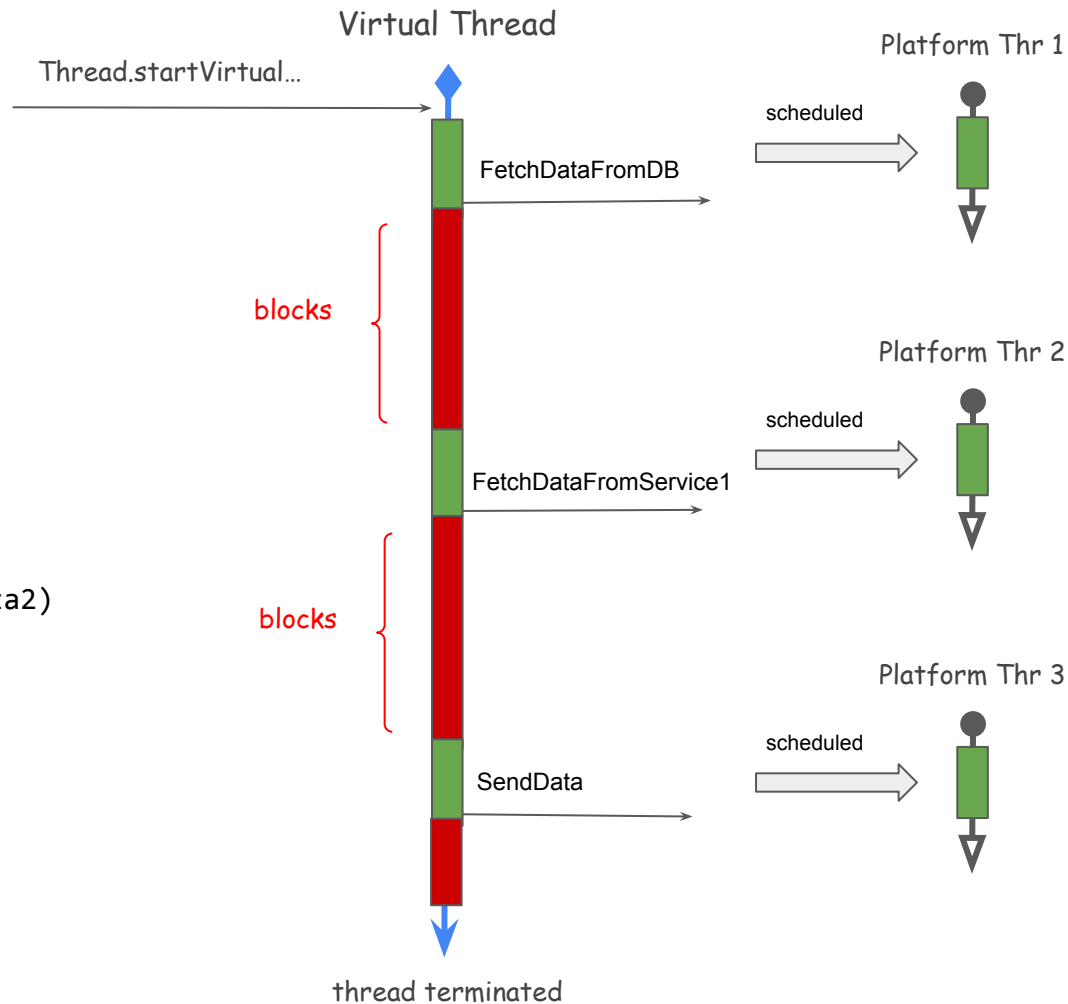 Virtual Thread
Platform Thr 1
Thread.startVirtual…
scheduled
FetchDataFromDB
blocks
Platform Thr 2
scheduled
FetchDataFromService1
a2)
blocks
Platform Thr 3
scheduled
SendData
thread terminated